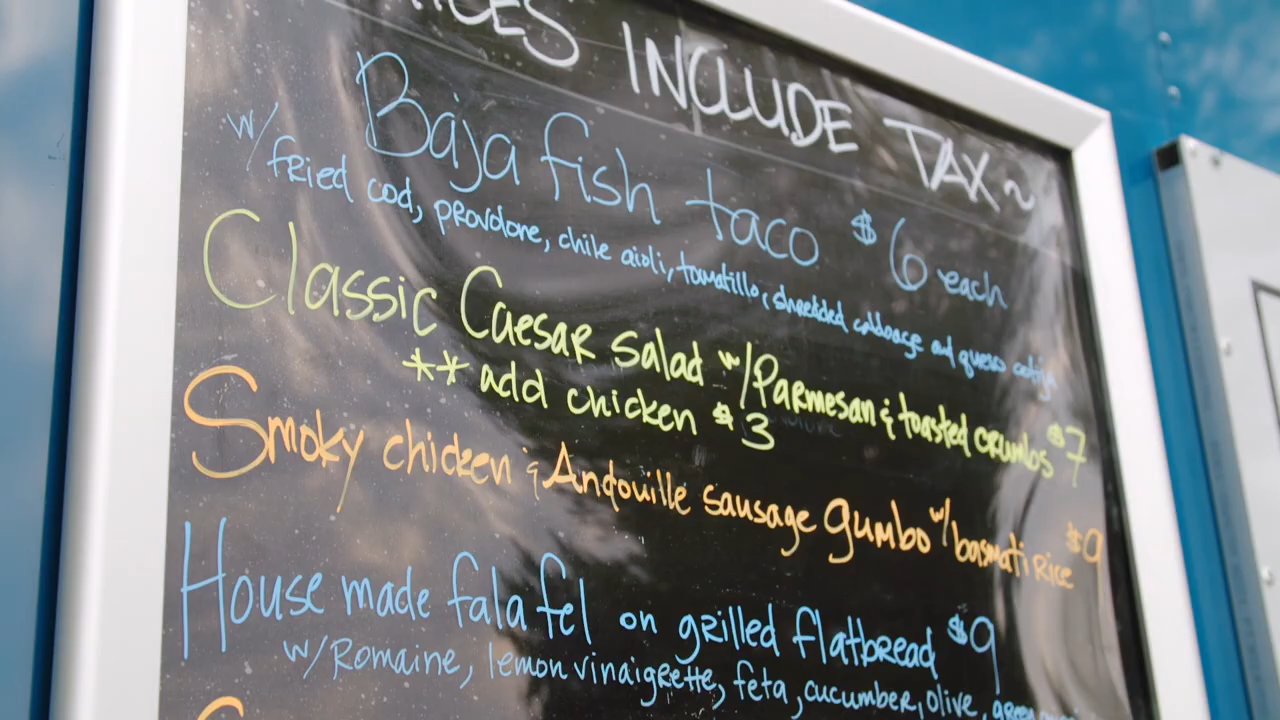 ICES INCLUDE TAX~
Baja fish taco $6 each
w/ fried cod, provolone, chile aioli, tomatillo, shredded cabbage and queso
Classic Caesar salad w/ Parmesan & toasted crumbs $7
** add chicken $3
Smoky chicken & Andouille sausage gumbo w/ basmati rice $9
House made falafel on grilled flatbread $9
w/ Romaine, lemon vinaigrette, feta, cucumber, olive,